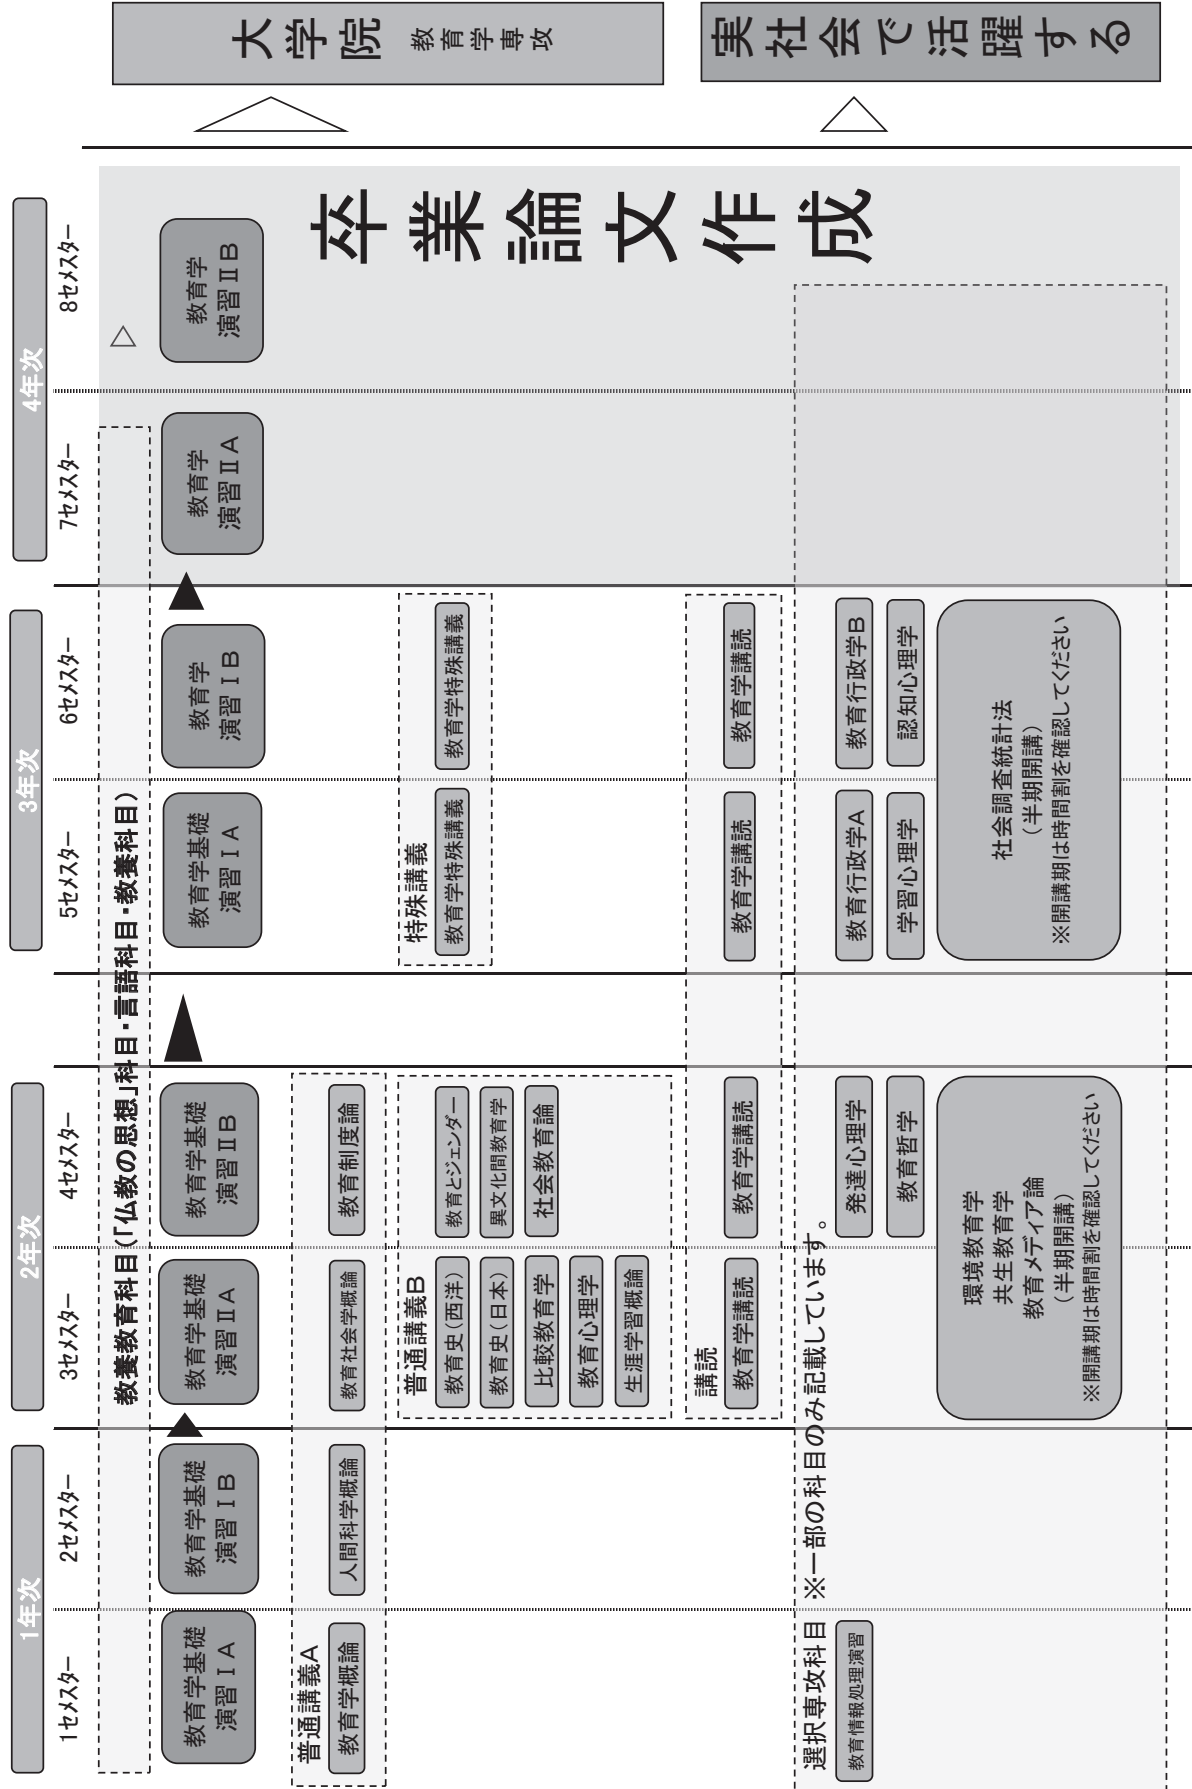 1年次
2年次
3年次
4年次
1セメスター
2セメスター
3セメスター
4セメスター
5セメスター
6セメスター
7セメスター
8セメスター
教養教育科目(「仏教の思想」科目・言語科目・教養科目)
教育学基礎
演習ⅠA
教育学基礎
演習ⅠB
教育学基礎
演習ⅡA
教育学基礎
演習ⅡB
教育学基礎
演習ⅠA
教育学
演習ⅠB
教育学
演習ⅡA
教育学
演習ⅡB
普通講義A
教育学概論
人間科学概論
教育社会学概論
教育制度論
普通講義B
教育史(西洋)
教育史(日本)
比較教育学
教育心理学
生涯学習概論
教育とジェンダー
異文化間教育学
社会教育論
特殊講義
教育学特殊講義
教育学特殊講義
講読
教育学講読
教育学講読
教育学講読
教育学講読
選択専攻科目 ※一部の科目のみ記載しています。
教育情報処理演習
発達心理学
教育哲学
教育行政学A
学習心理学
教育行政学B
認知心理学
環境教育学
共生教育学
教育メディア論
(半期開講)
※開講期は時間割を確認してください
社会調査統計法
(半期開講)
※開講期は時間割を確認してください
卒業論文作成
大学院 教育学専攻
実社会で活躍する